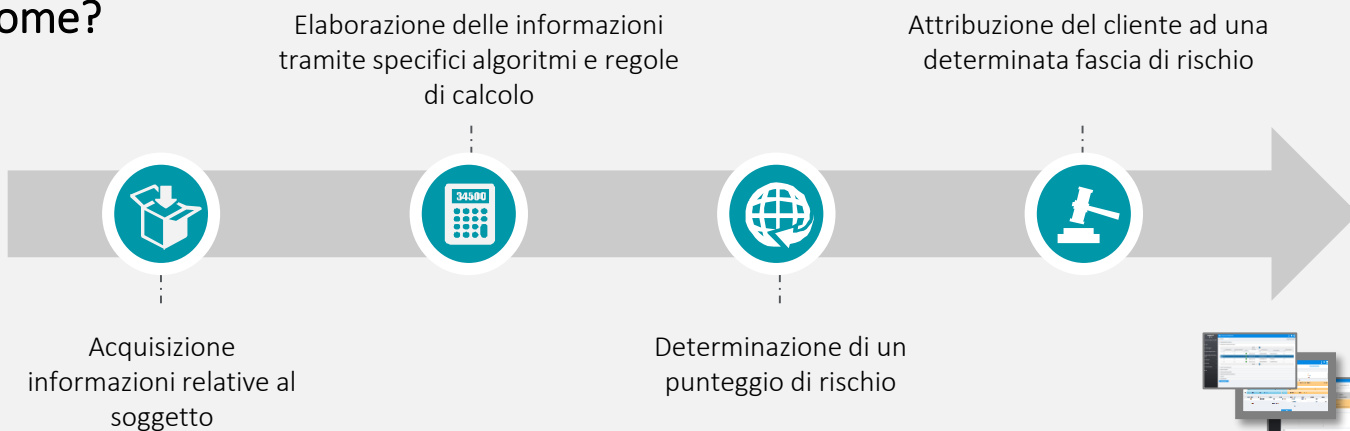 ome?
Elaborazione delle informazioni
tramite specifici algoritmi e regole
di calcolo
Attribuzione del cliente ad una
determinata fascia di rischio
34500
Acquisizione
informazioni relative al
soggetto
Determinazione di un
punteggio di rischio